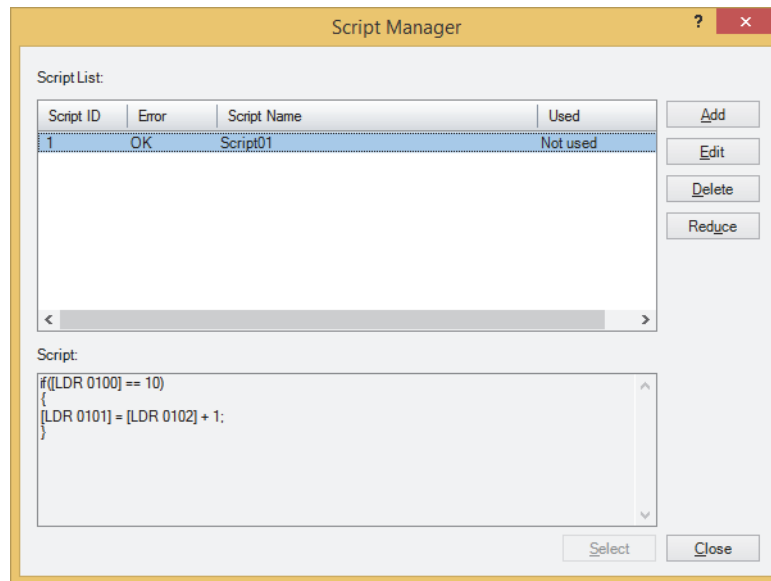 Script Manager
?
Script List:
Script ID Error Script Name Used
1 OK Script01 Not used
Add
Edit
Delete
Reduce
Script:
if([LDR 0100] == 10)
{
[LDR 0101] = [LDR 0102] + 1;
}
Select Close